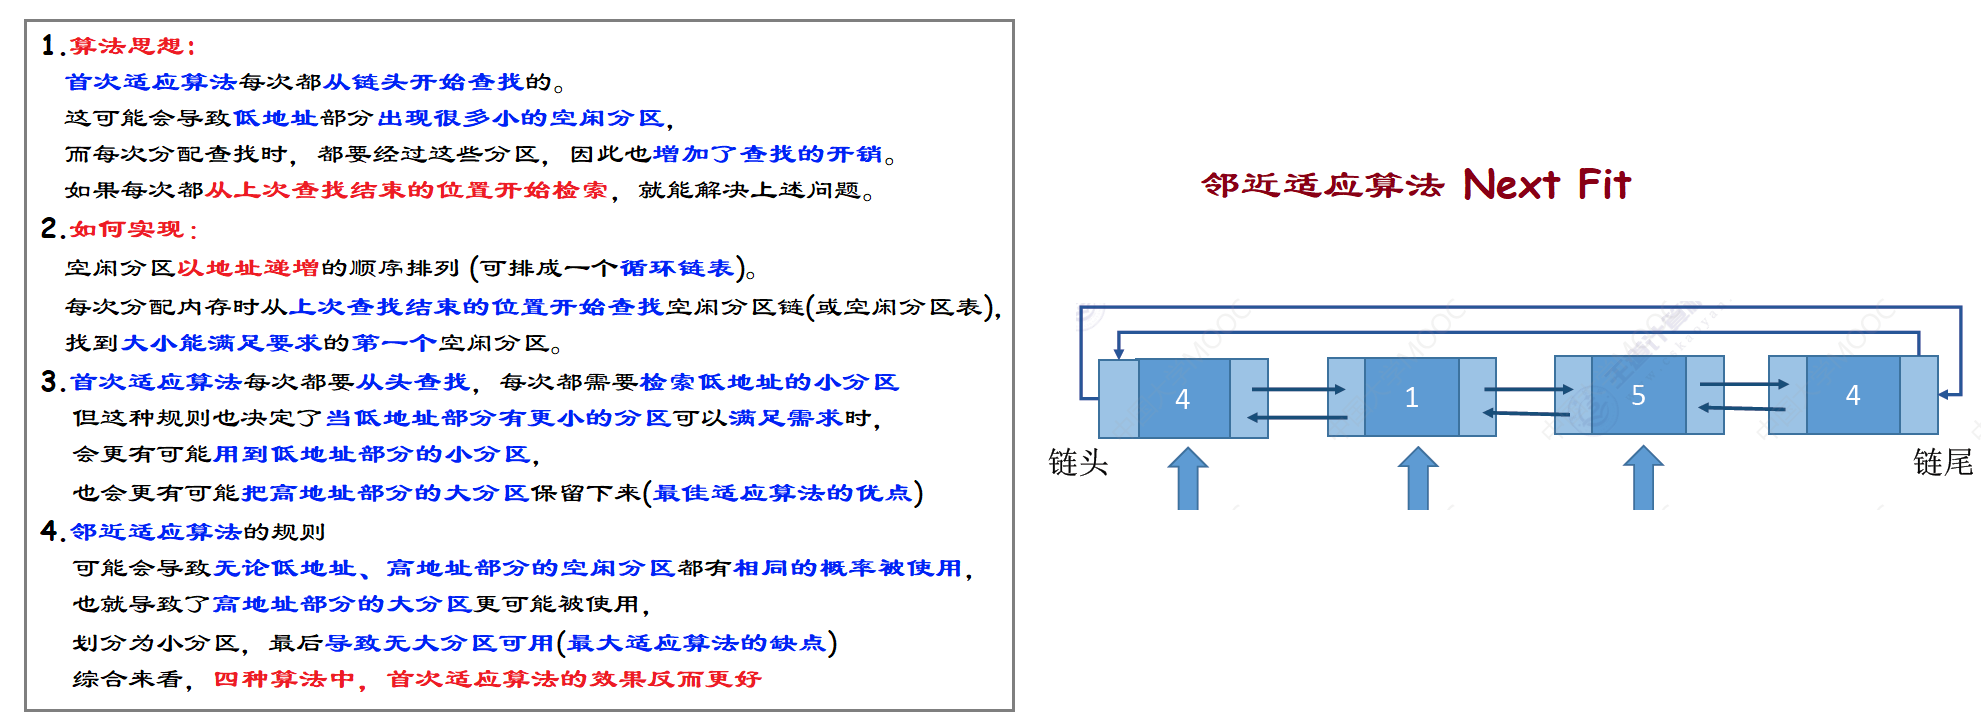 1.算法思想:
首次适应算法每次都从链头开始查找的。
这可能会导致低地址部分出现很多小的空闲分区，
而每次分配查找时，都要经过这些分区，因此也增加了查找的开销。
如果每次都从上次查找结束的位置开始检索，就能解决上述问题。
2.如何实现：
空闲分区以地址递增的顺序排列 (可排成一个循环链表)。
每次分配内存时从上次查找结束的位置开始查找空闲分区链(或空闲分区表)，
找到大小能满足要求的第一个空闲分区。
3.首次适应算法每次都要从头查找，每次都需要检索低地址的小分区
但这种规则也决定了当低地址部分有更小的分区可以满足需求时，
会更有可能用到低地址部分的小分区，
也会更有可能把高地址部分的大分区保留下来(最佳适应算法的优点)
4.邻近适应算法的规则
可能会导致无论低地址、高地址部分的空闲分区都有相同的概率被使用，
也就导致了高地址部分的大分区更可能被使用，
划分为小分区，最后导致无大分区可用(最大适应算法的缺点)
综合来看，四种算法中，首次适应算法的效果反而更好
邻近适应算法 Next Fit
4 1 5 4
链头 链尾